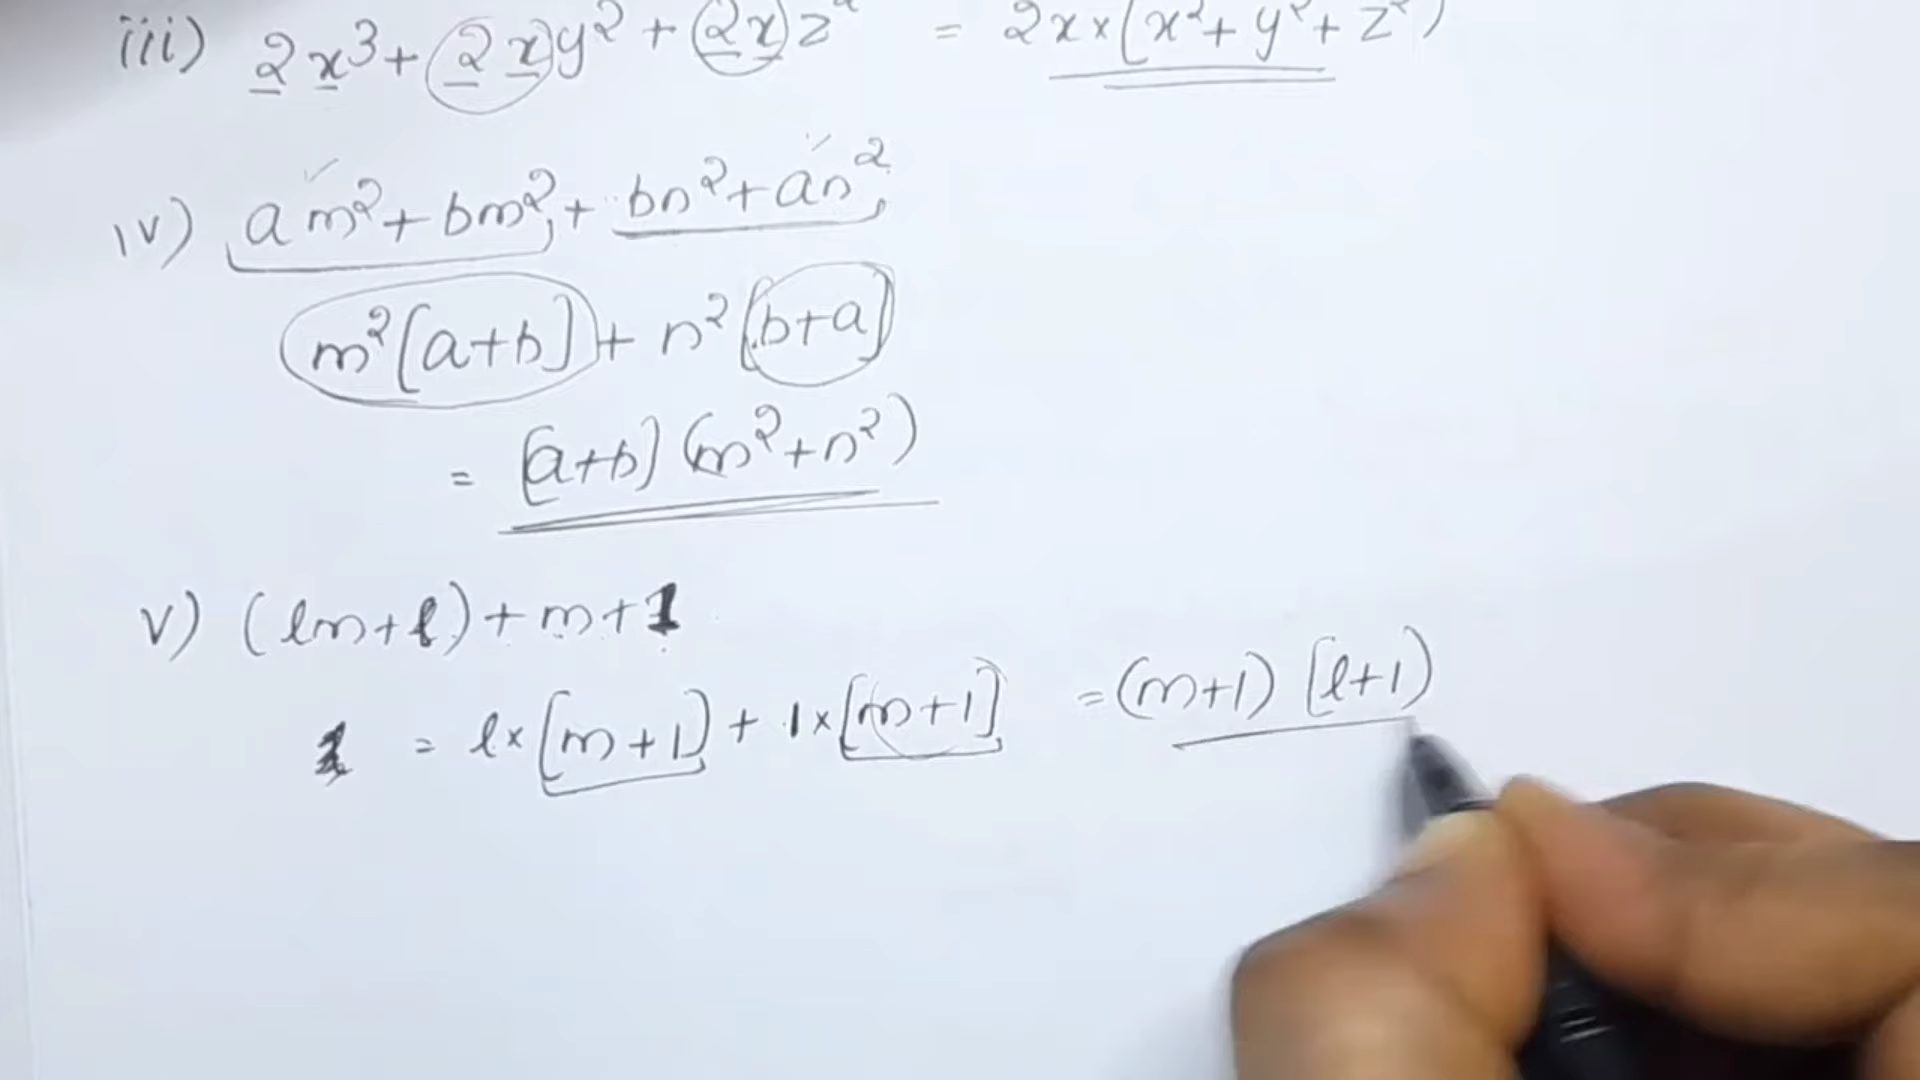 iii) 2x³ + 2xy² + 2xz² = 2x × (x² + y² + z²)
iv) am² + bm² + bn² + an²
m²[a+b] + n²[b+a]
= [a+b] (m² + n²)
v) (lm + l) + m + 1
= l × [m+1] + 1 × [m+1] = (m+1) [l+1)